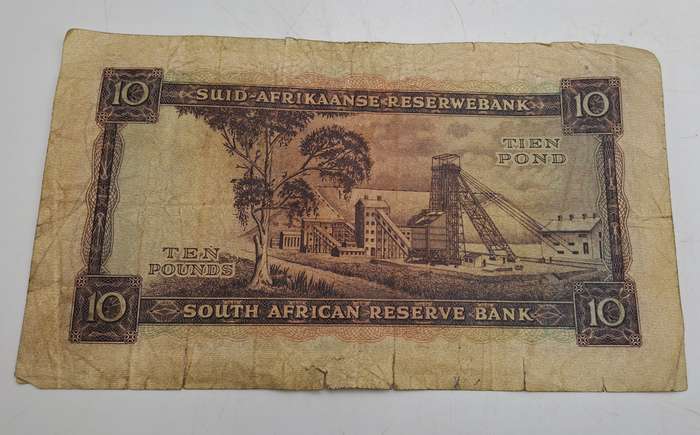 10
SUID-AFRIKAANSE RESERWEBANK
10
TIEN
POND
TEN
POUNDS
10
SOUTH AFRICAN RESERVE BANK
10